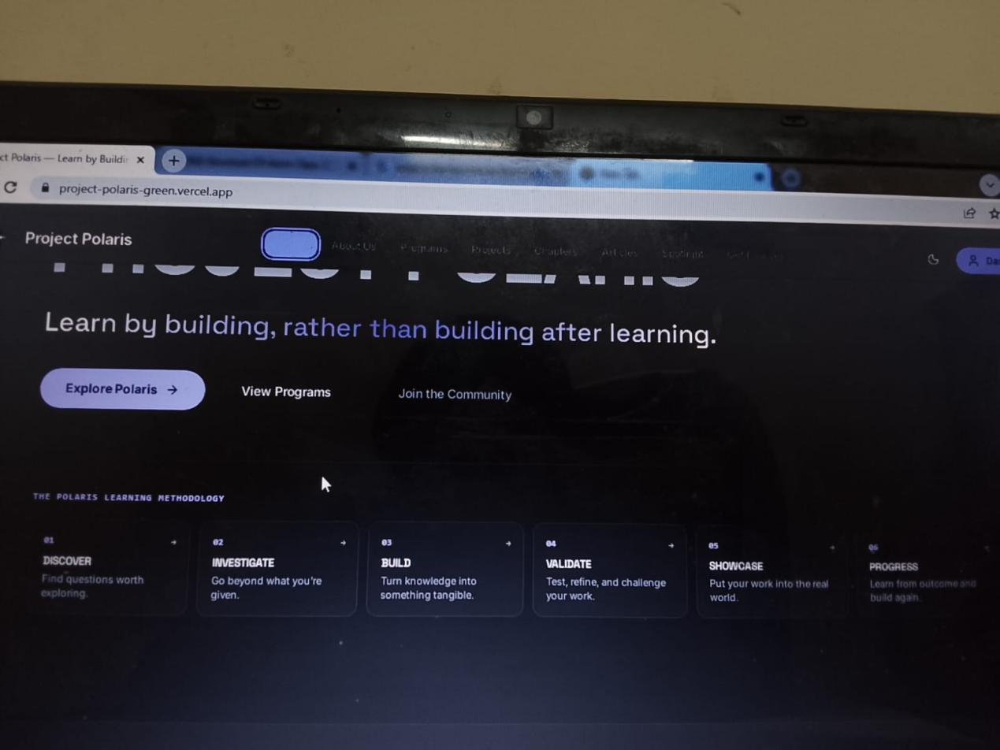 ct Polaris — Learn by Buildi
project-polaris-green.vercel.app
Project Polaris
About Us Programs Projects Chapters Articles Spotlight
Learn by building, rather than building after learning.
Explore Polaris → View Programs Join the Community
THE POLARIS LEARNING METHODOLOGY
01 →
DISCOVER
Find questions worth
exploring.
02 →
INVESTIGATE
Go beyond what you're
given.
03 →
BUILD
Turn knowledge into
something tangible.
04 →
VALIDATE
Test, refine, and challenge
your work.
05 →
SHOWCASE
Put your work into the real
world.
06
PROGRESS
Learn from outcome and
build again.